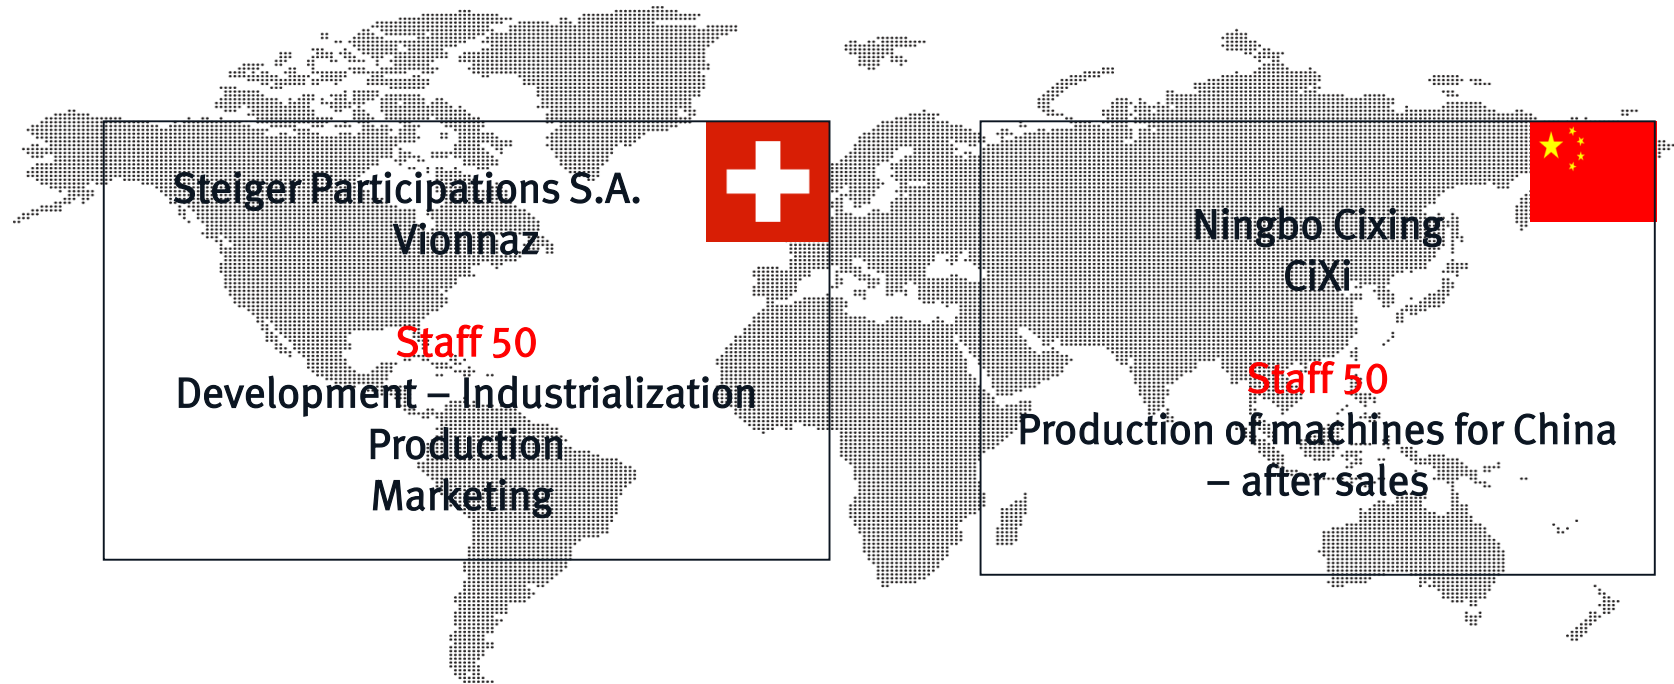 Steiger Participations S.A.
Vionnaz
Staff 50
Development – Industrialization
Production
Marketing
Ningbo Cixing
CiXi
Staff 50
Production of machines for China
– after sales